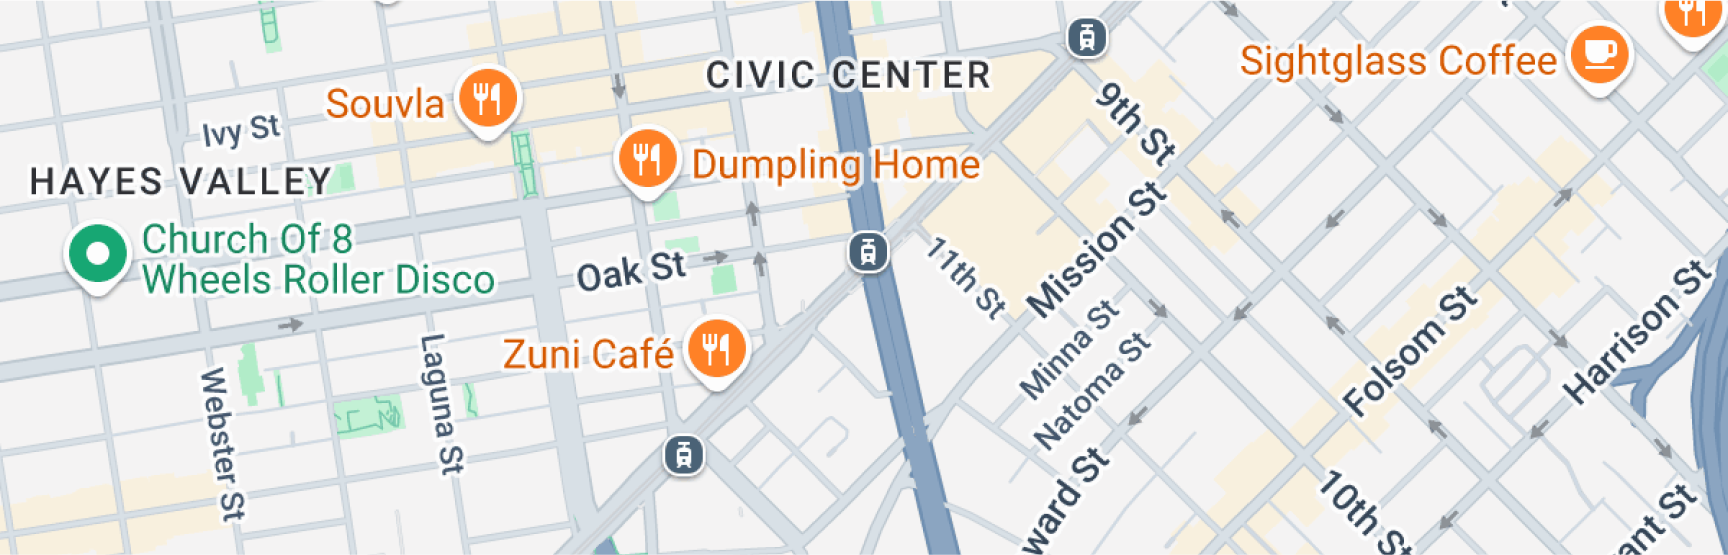 Sightglass Coffee
CIVIC CENTER
Souvla
9th St
Ivy St
Dumpling Home
HAYES VALLEY
Church Of 8
Wheels Roller Disco
Oak St
11th St
Mission St
Minna St
Natoma St
Zuni Café
Laguna St
Webster St
Folsom St
Harrison St
ward St
10th St
ant St